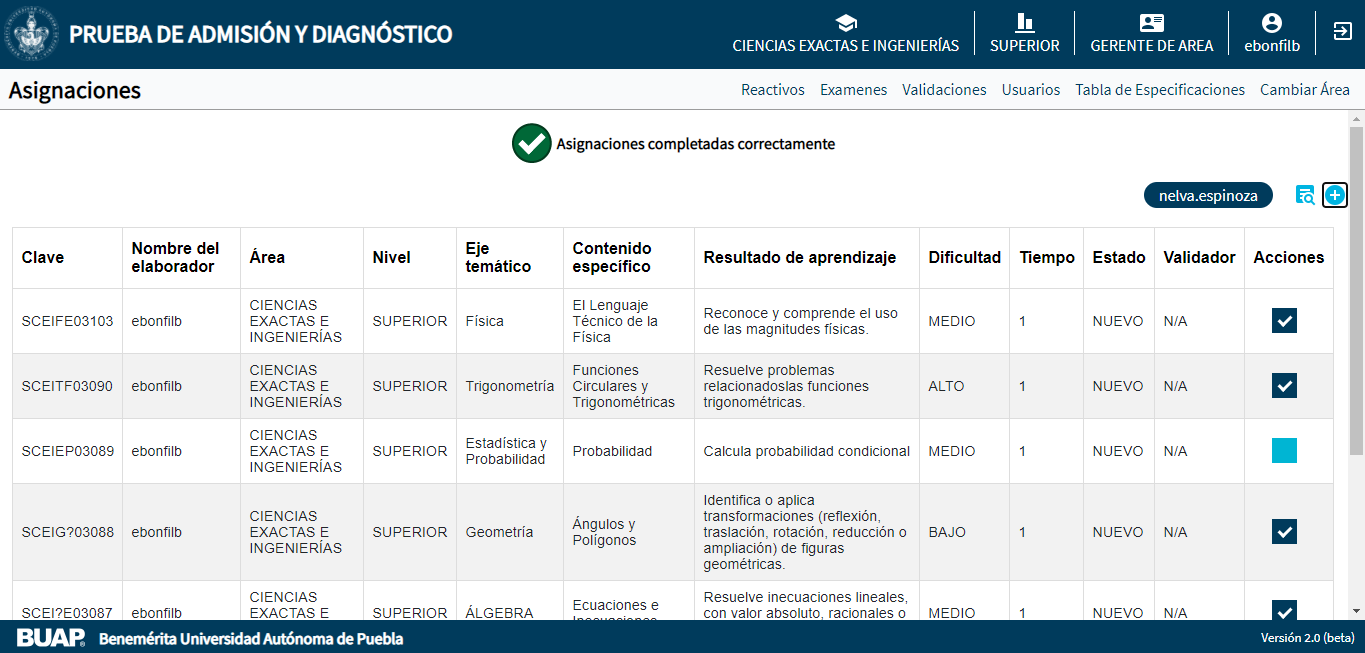 PRUEBA DE ADMISIÓN Y DIAGNÓSTICO
CIENCIAS EXACTAS E INGENIERÍAS
SUPERIOR
GERENTE DE AREA
ebonfilb
Asignaciones
Reactivos Examenes Validaciones Usuarios Tabla de Especificaciones Cambiar Área
Asignaciones completadas correctamente
nelva.espinoza
Clave
Nombre del
elaborador
Área
Nivel
Eje
temático
Contenido
específico
Resultado de aprendizaje
Dificultad
Tiempo
Estado
Validador
Acciones
SCEIFE03103
ebonfilb
CIENCIAS
EXACTAS E
INGENIERÍAS
SUPERIOR
Física
El Lenguaje
Técnico de la
Física
Reconoce y comprende el uso
de las magnitudes físicas.
MEDIO
1
NUEVO
N/A
SCEITF03090
ebonfilb
CIENCIAS
EXACTAS E
INGENIERÍAS
SUPERIOR
Trigonometría
Funciones
Circulares y
Trigonométricas
Resuelve problemas
relacionadoslas funciones
trigonométricas.
ALTO
1
NUEVO
N/A
SCEIEP03089
ebonfilb
CIENCIAS
EXACTAS E
INGENIERÍAS
SUPERIOR
Estadística y
Probabilidad
Probabilidad
Calcula probabilidad condicional
MEDIO
1
NUEVO
N/A
SCEIG?03088
ebonfilb
CIENCIAS
EXACTAS E
INGENIERÍAS
SUPERIOR
Geometría
Ángulos y
Polígonos
Identifica o aplica
transformaciones (reflexión,
traslación, rotación, reducción o
ampliación) de figuras
geométricas.
BAJO
1
NUEVO
N/A
SCEI?E03087
ebonfilb
CIENCIAS
EXACTAS E
SUPERIOR
ÁLGEBRA
Ecuaciones e
Inecuaciones
Resuelve inecuaciones lineales,
con valor absoluto, racionales o
MEDIO
1
NUEVO
N/A
BUAP® Benemérita Universidad Autónoma de Puebla
Versión 2.0 (beta)